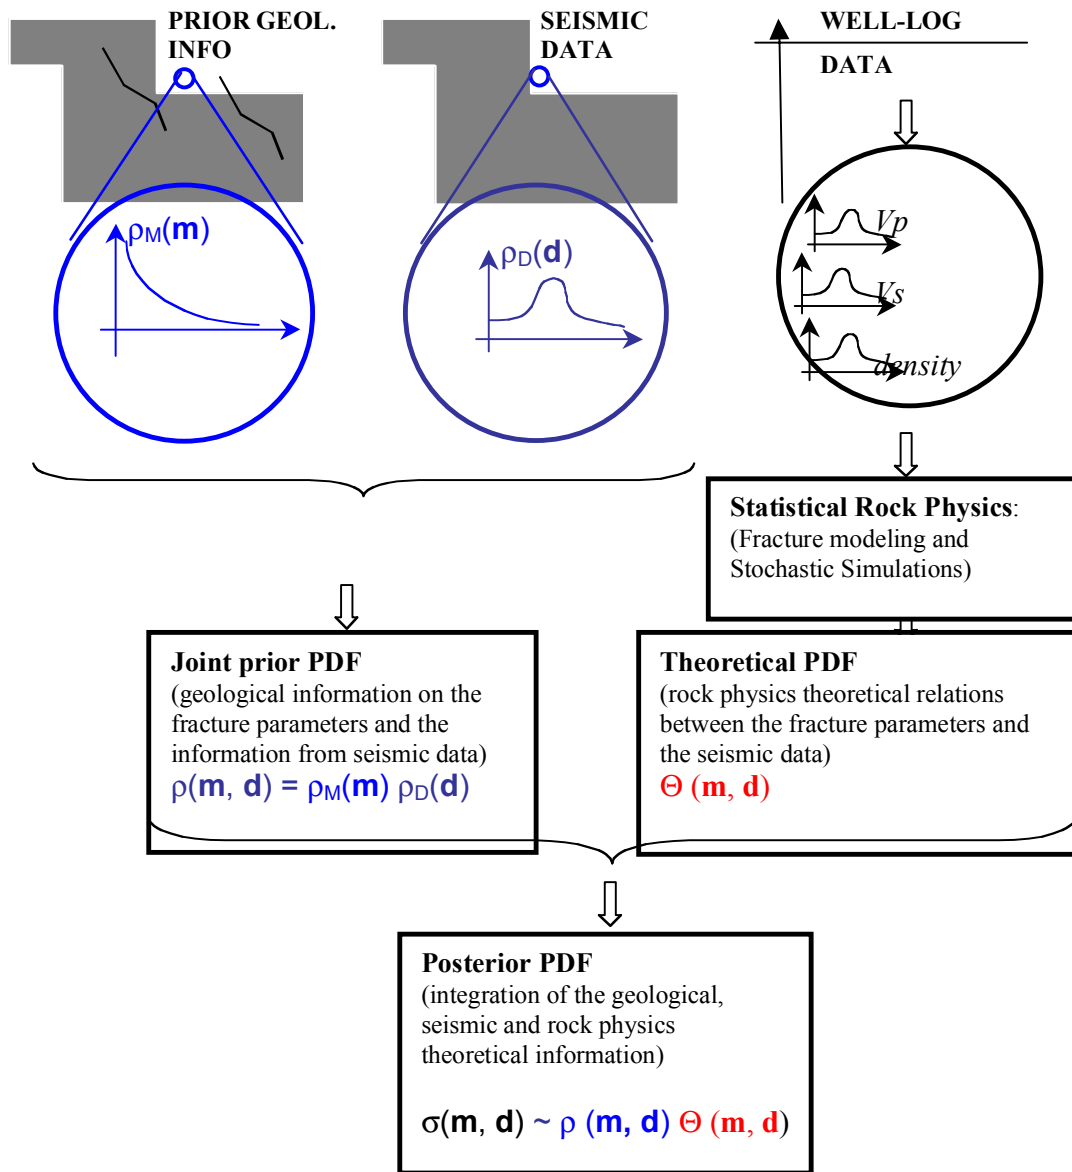 PRIOR GEOL.
INFO
SEISMIC
DATA
WELL-LOG
DATA
ρM(m)
ρD(d)
Vp
Vs
density
Statistical Rock Physics:
(Fracture modeling and
Stochastic Simulations)
Joint prior PDF
(geological information on the
fracture parameters and the
information from seismic data)
ρ(m, d) = ρM(m) ρD(d)
Theoretical PDF
(rock physics theoretical relations
between the fracture parameters and
the seismic data)
Θ (m, d)
Posterior PDF
(integration of the geological,
seismic and rock physics
theoretical information)
σ(m, d) ~ ρ (m, d) Θ (m, d)